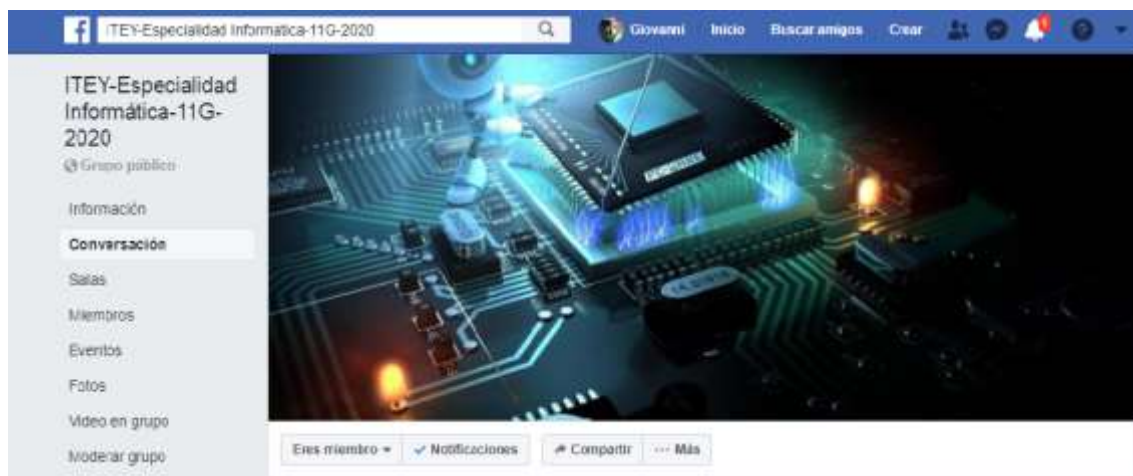 ITEY-Especialidad Informatica-11G-2020
Giovanni Inicio Buscar amigos Crear
ITEY-Especialidad
Informática-11G-
2020
Grupo público
Información
Conversación
Salas
Miembros
Eventos
Fotos
Video en grupo
Moderar grupo
Eres miembro Notificaciones Compartir ··· Más